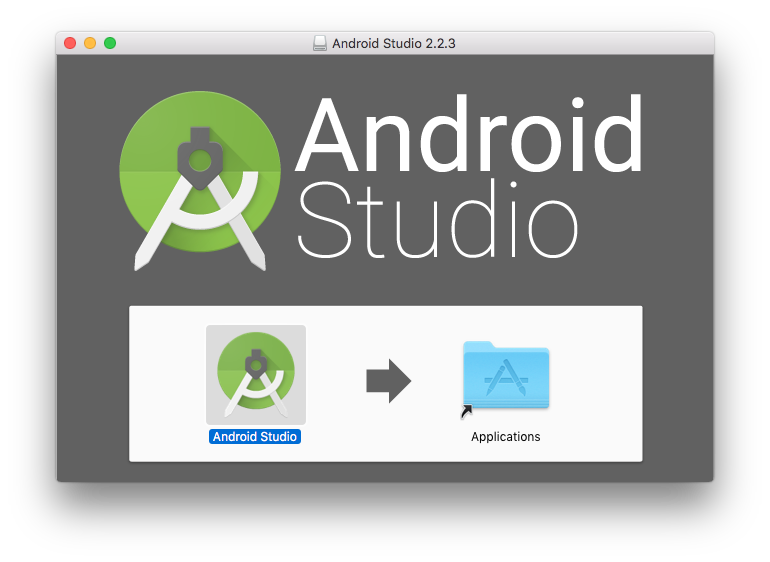 Android Studio 2.2.3
Android
Studio
Android Studio
Applications